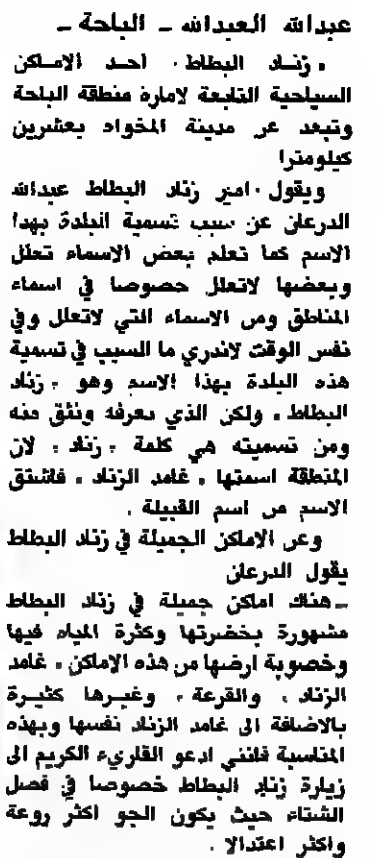 عبدالله العبدالله ـ الباحة ـ
« زناد البطاط » احد الاماكن
السياحية التابعة لامارة منطقة الباحة
وتبعد عن مدينة المخواه بعشرين
كيلومترا
ويقول امير زناد البطاط عبدالله
الدرعان عن سبب تسمية البلدة بهذا
الاسم كما تعلم بعض الاسماء تعلل
وبعضها لاتعلل خصوصا في اسماء
المناطق ومن الاسماء التي لاتعلل وفي
نفس الوقت لاندري ما السبب في تسمية
هذه البلدة بهذا الاسم وهو « زناد
البطاط » ولكن الذي نعرفه ونثق منه
ومن تسميته هي كلمة « زناد » لان
المنطقة اسمتها « غامد الزناد » فاشتق
الاسم من اسم القبيلة .
وعن الاماكن الجميلة في زناد البطاط
يقول الدرعان
ـ هناك اماكن جميلة في زناد البطاط
مشهورة بخضرتها وكثرة المياه فيها
وخصوبة ارضها من هذه الاماكن « غامد
الزناد ، والقرعة » وغيرها كثيرة
بالاضافة الى غامد الزناد نفسها وبهذه
المناسبة فانني ادعو القاريء الكريم الى
زيارة زناد البطاط خصوصا في فصل
الشتاء حيث يكون الجو اكثر روعة
واكثر اعتدالا .